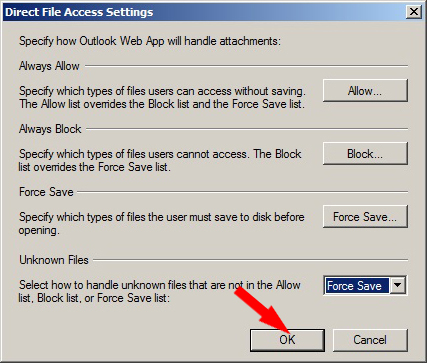 Direct File Access Settings
Specify how Outlook Web App will handle attachments:
Always Allow
Specify which types of files users can access without saving.
The Allow list overrides the Block list and the Force Save list.
Allow...
Always Block
Specify which types of files users cannot access. The Block
list overrides the Force Save list.
Block...
Force Save
Specify which types of files the user must save to disk before
opening.
Force Save...
Unknown Files
Select how to handle unknown files that are not in the Allow
list, Block list, or Force Save list:
Force Save
OK
Cancel